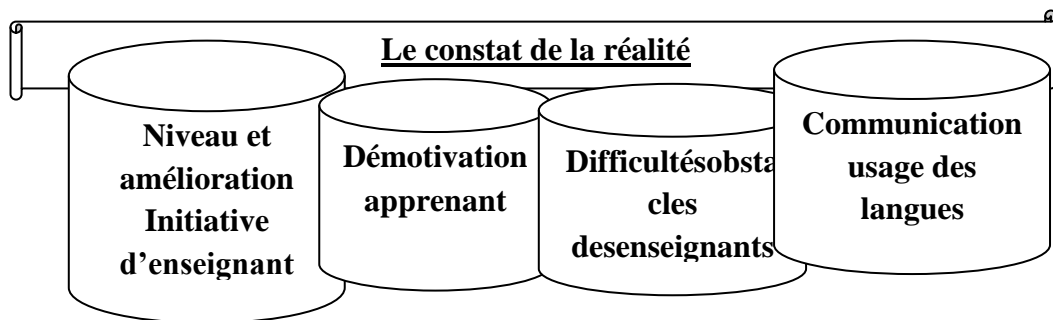 Le constat de la réalité
Niveau et
amélioration
Initiative
d'enseignant
Démotivation
apprenant
Difficultésobsta
cles
desenseignants
Communication
usage des
langues